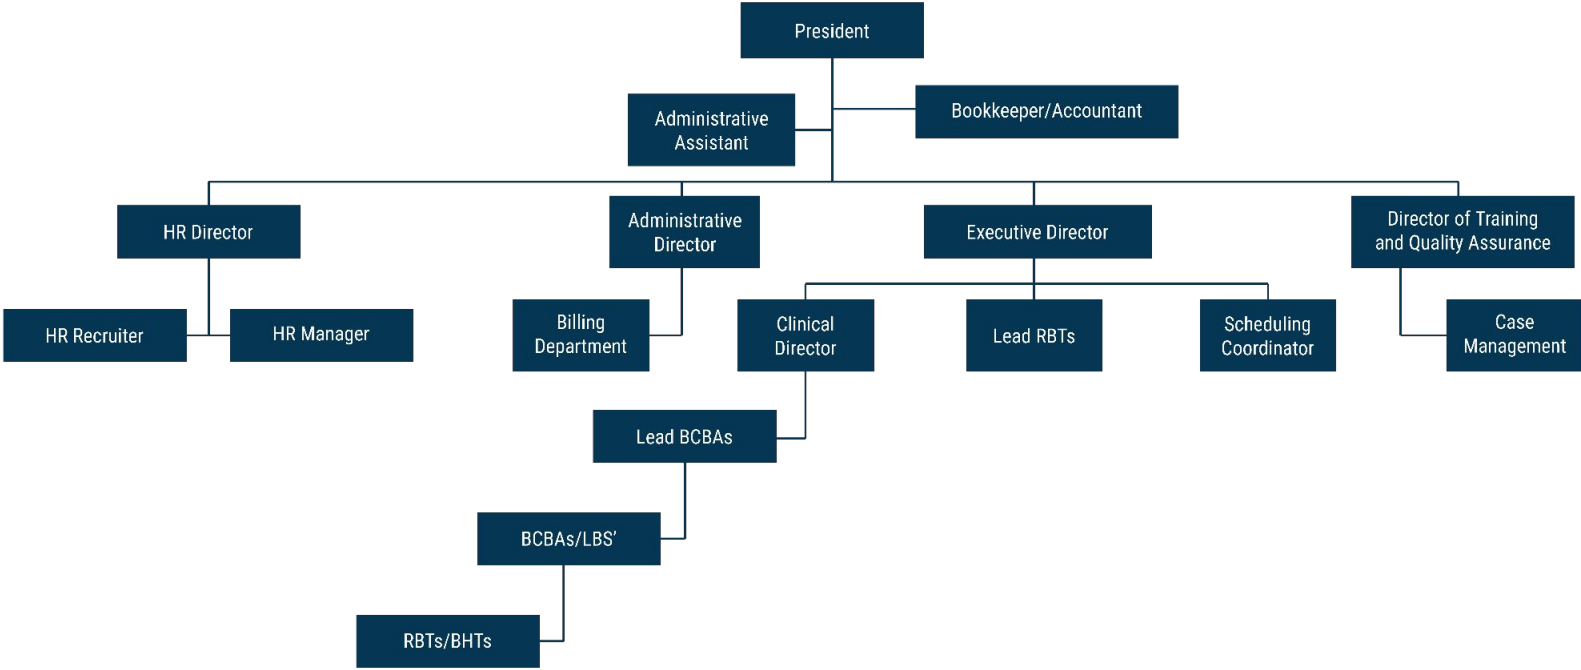 President
Bookkeeper/Accountant
Administrative
Assistant
HR Director
Administrative
Director
Executive Director
Director of Training
and Quality Assurance
HR Recruiter
HR Manager
Billing
Department
Clinical
Director
Lead RBTs
Scheduling
Coordinator
Case
Management
Lead BCBAs
BCBAs/LBS’
RBTs/BHTs